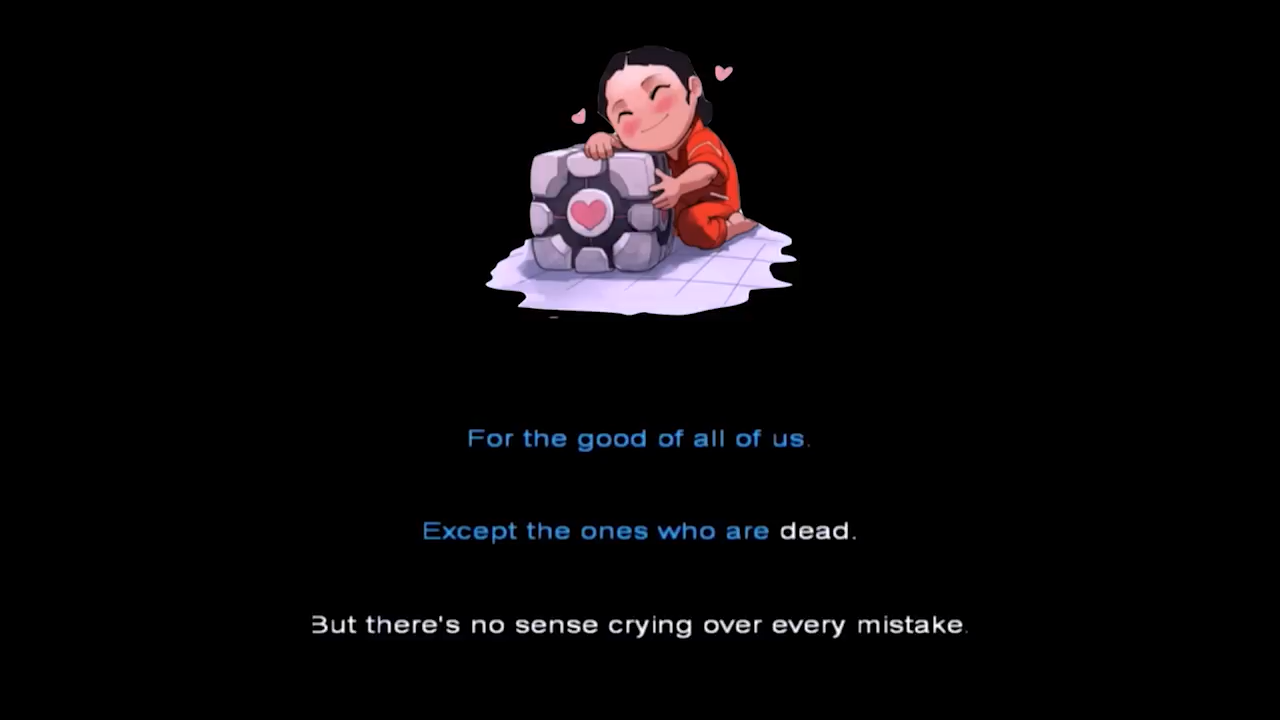 For the good of all of us.
Except the ones who are dead.
But there's no sense crying over every mistake.